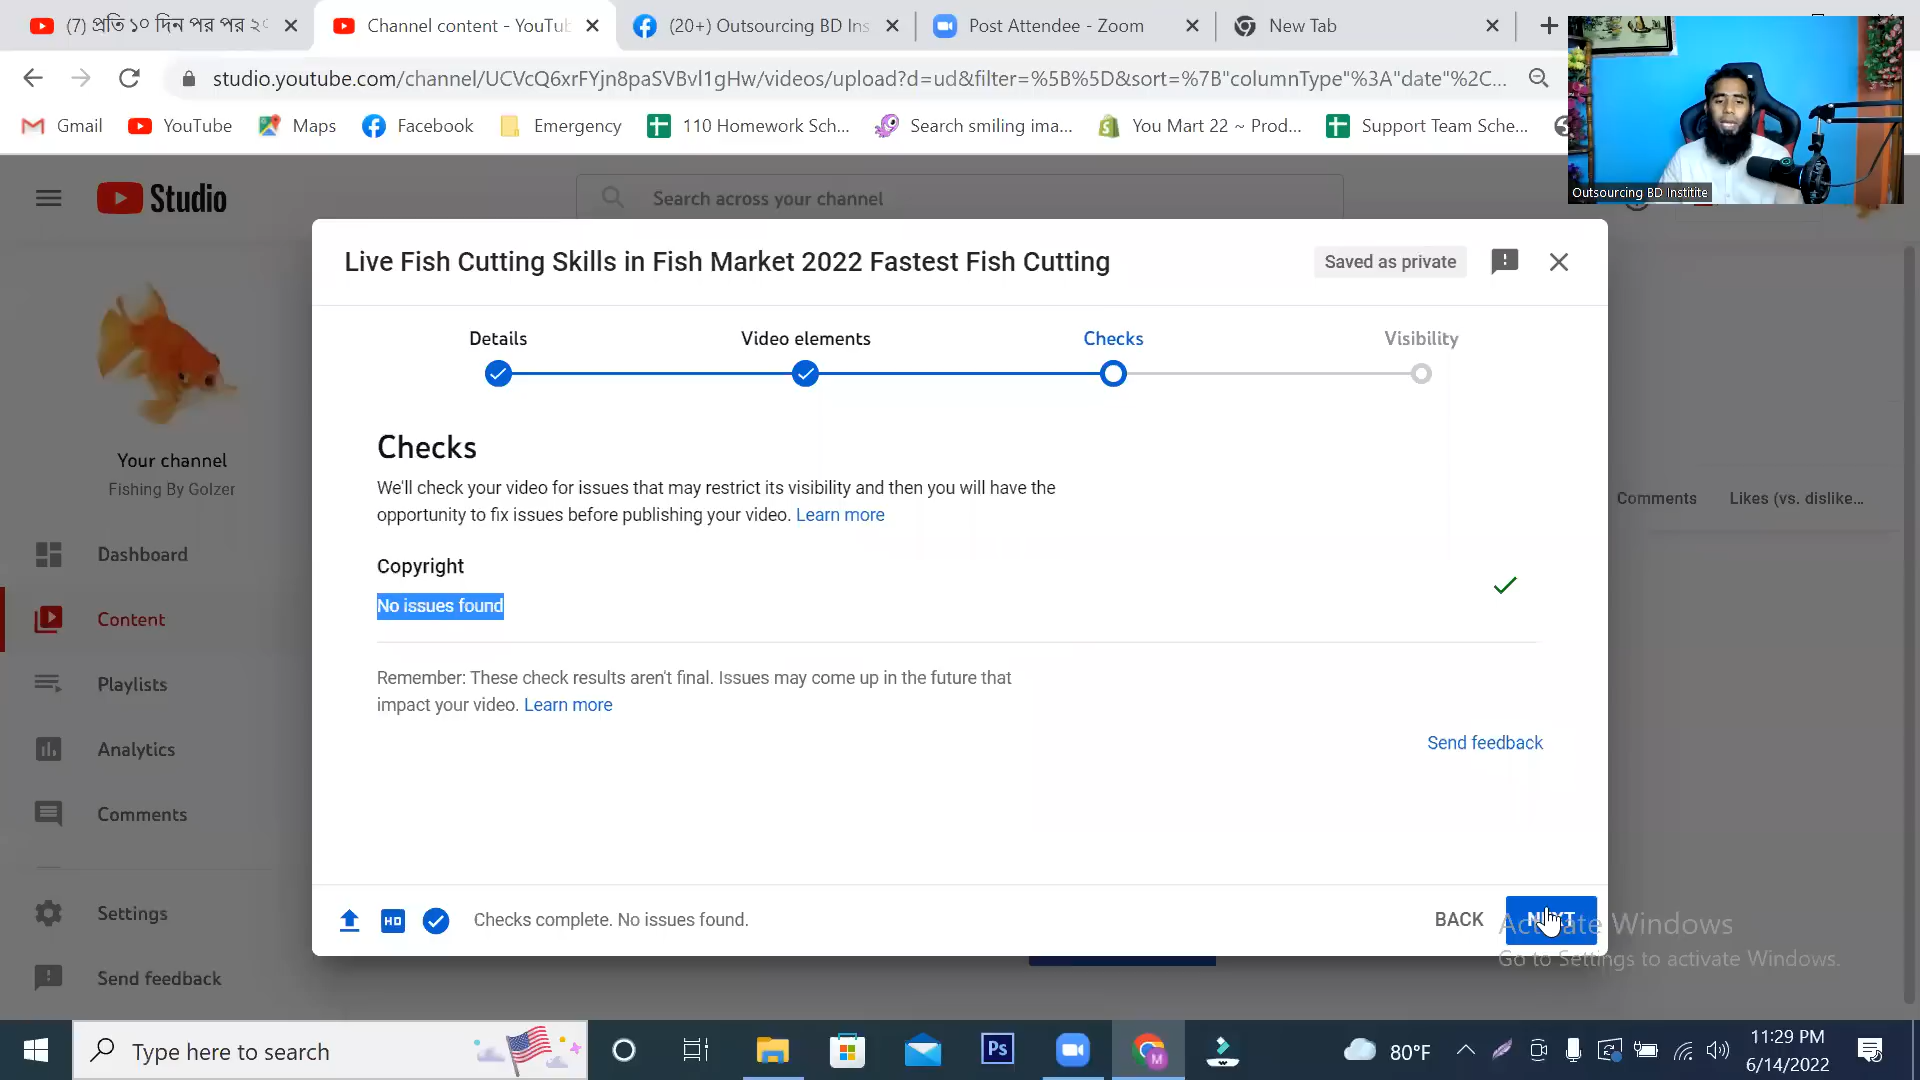 (7) প্রতি ১০ দিন পর পর
Channel content - YouTu
(20+) Outsourcing BD Ins
Post Attendee - Zoom
New Tab
studio.youtube.com/channel/UCVcQ6xrFYjn8paSVBvl1gHw/videos/upload?d=ud&filter=%5B%5D&sort=%7B"columnType"%3A"date"%2C...
Gmail
YouTube
Maps
Facebook
Emergency
110 Homework Sch...
Search smiling ima...
You Mart 22 ~ Prod...
Support Team Sche...
Outsourcing BD Institite
Studio
Search across your channel
Live Fish Cutting Skills in Fish Market 2022 Fastest Fish Cutting
Saved as private
Details
Video elements
Checks
Visibility
Checks
We'll check your video for issues that may restrict its visibility and then you will have the
opportunity to fix issues before publishing your video. Learn more
Copyright
No issues found
Remember: These check results aren't final. Issues may come up in the future that
impact your video. Learn more
Send feedback
HD
Checks complete. No issues found.
BACK
NEXT
Your channel
Fishing By Golzer
Dashboard
Content
Playlists
Analytics
Comments
Settings
Send feedback
Comments
Likes (vs. dislike...
Activate Windows
Go to Settings to activate Windows.
Type here to search
Ps
M
80°F
11:29 PM
6/14/2022